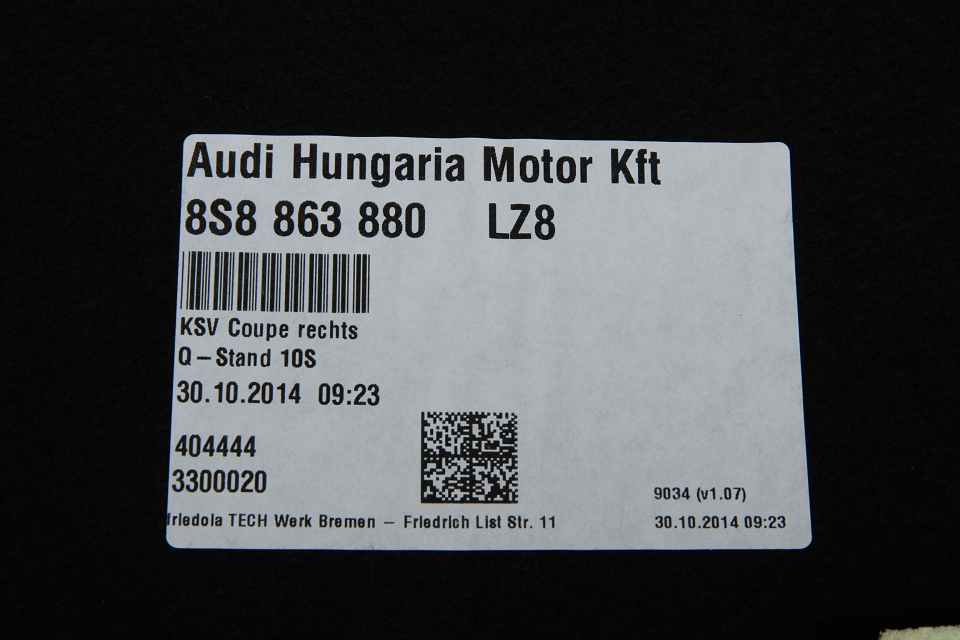 Audi Hungaria Motor Kft
8S8 863 880 LZ8
KSV Coupe rechts
Q-Stand 10S
30.10.2014 09:23
404444
3300020
9034 (v1.07)
friedola TECH Werk Bremen - Friedrich List Str. 11
30.10.2014 09:23